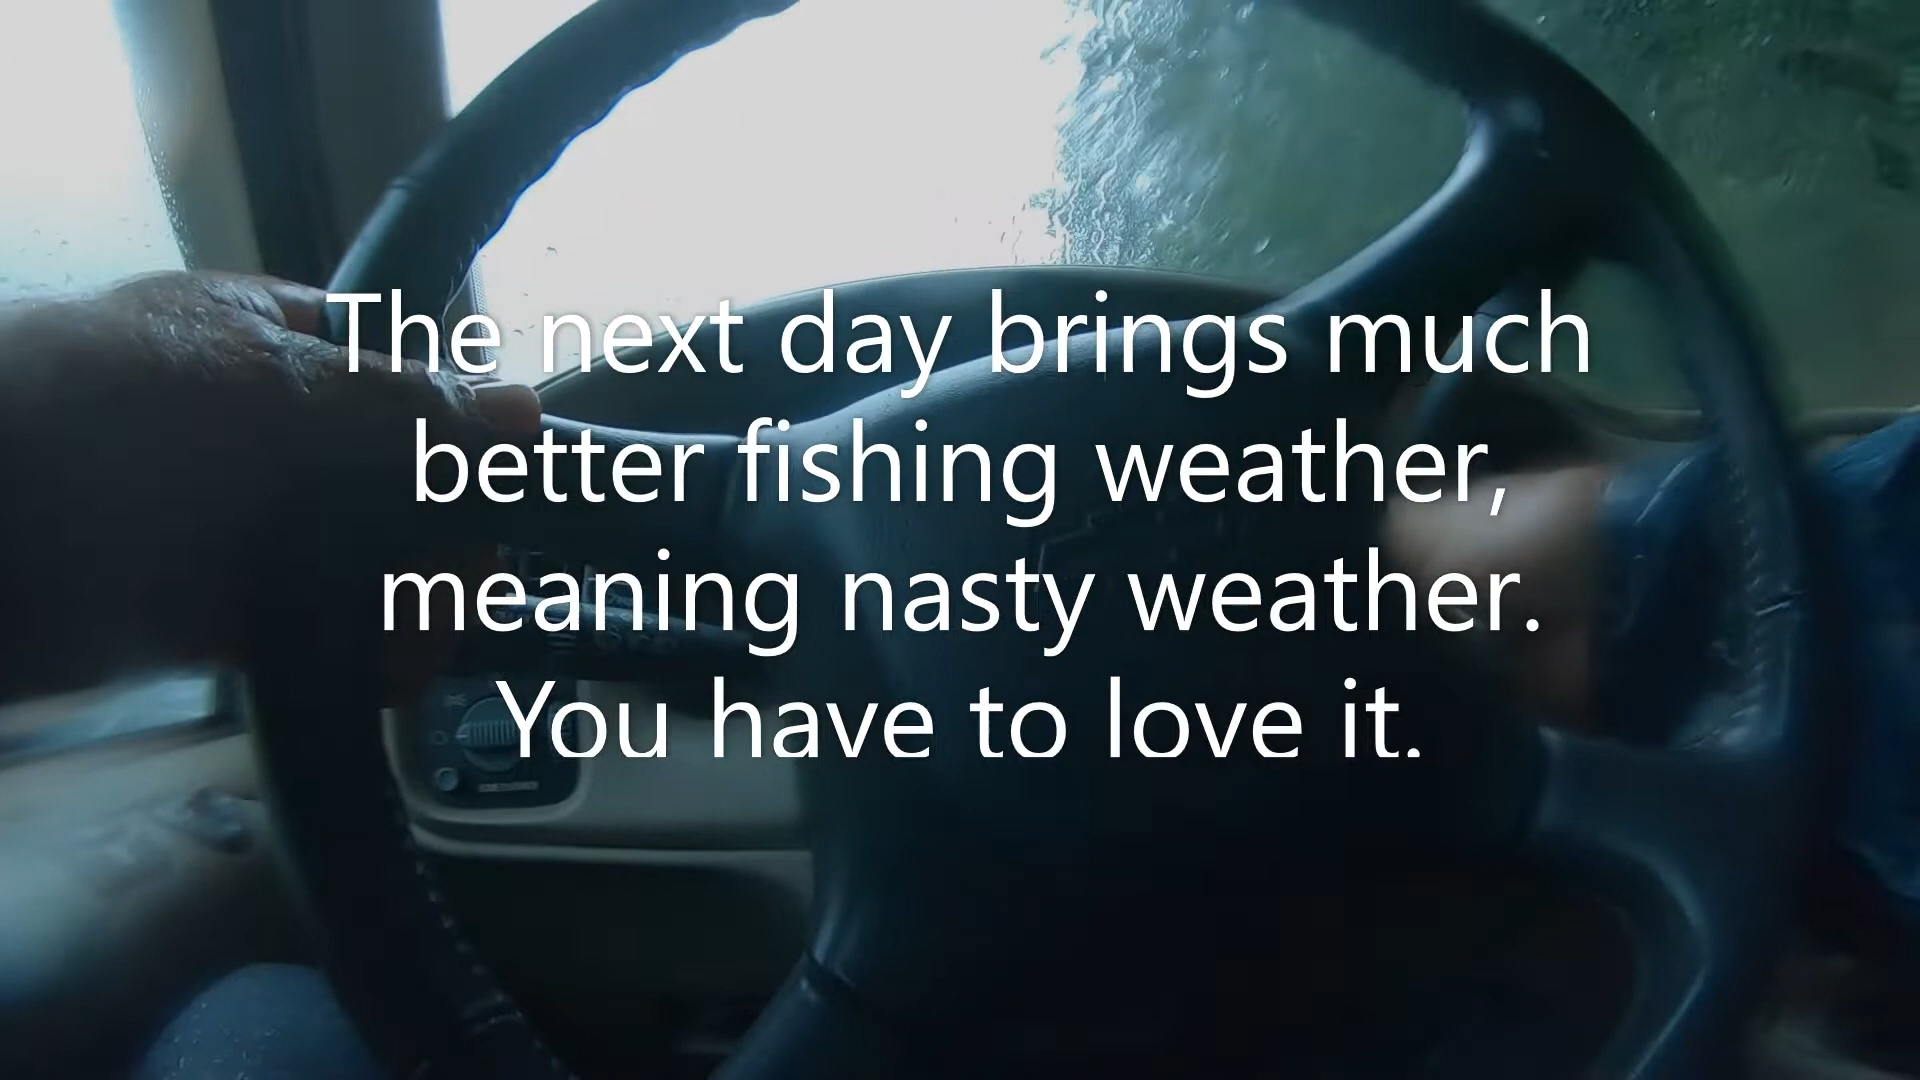 The next day brings much
better fishing weather,
meaning nasty weather.
You have to love it.